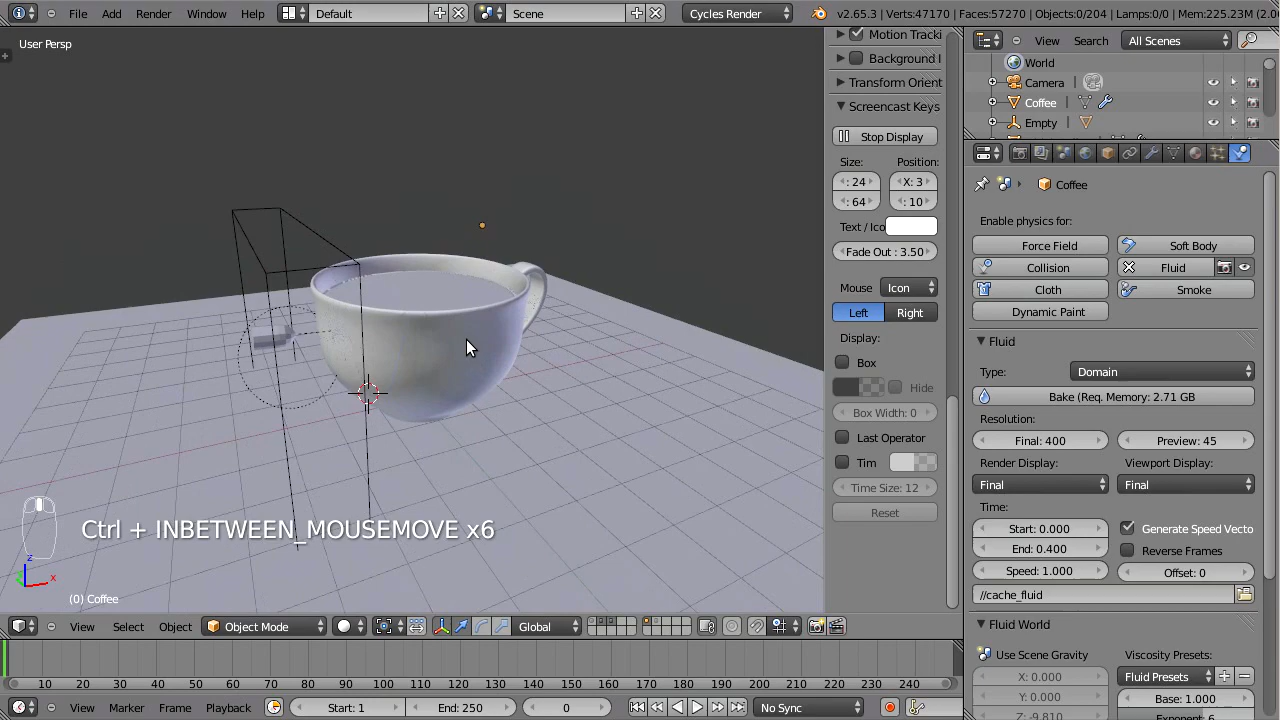 File Add Render Window Help Default Scene Cycles Render v2.65.3 | Verts:47170 | Faces:57270 | Objects:0/204 | Lamps:0/0 | Mem:225.23M (2.0
User Persp
Motion Tracki
Background I
Transform Orient
Screencast Keys
Stop Display
Size: Position:
: 24 X: 3
: 64 : 10
Text / Ico
Fade Out : 3.50
Mouse Icon
Left Right
Display:
Box
Hide
Box Width: 0
Last Operator
Tim
Time Size: 12
Reset
View Search All Scenes
World
Camera
Coffee
Empty
Coffee
Enable physics for:
Force Field Soft Body
Collision Fluid
Cloth Smoke
Dynamic Paint
Fluid
Type: Domain
Bake (Req. Memory: 2.71 GB
Resolution:
Final: 400 Preview: 45
Render Display: Viewport Display:
Final Final
Time:
Start: 0.000 Generate Speed Vecto
End: 0.400 Reverse Frames
Speed: 1.000 Offset: 0
//cache_fluid
Fluid World
Use Scene Gravity Viscosity Presets:
X: 0.000 Fluid Presets
Y: 0.000 Base: 1.000
Z: -9.810
Ctrl + INBETWEEN_MOUSEMOVE x6
z
x
(0) Coffee
View Select Object Object Mode Global
10 20 30 40 50 60 70 80 90 100 110 120 130 140 150 160 170 180 190 200 210 220 230 240
View Marker Frame Playback Start: 1 End: 250 0 No Sync